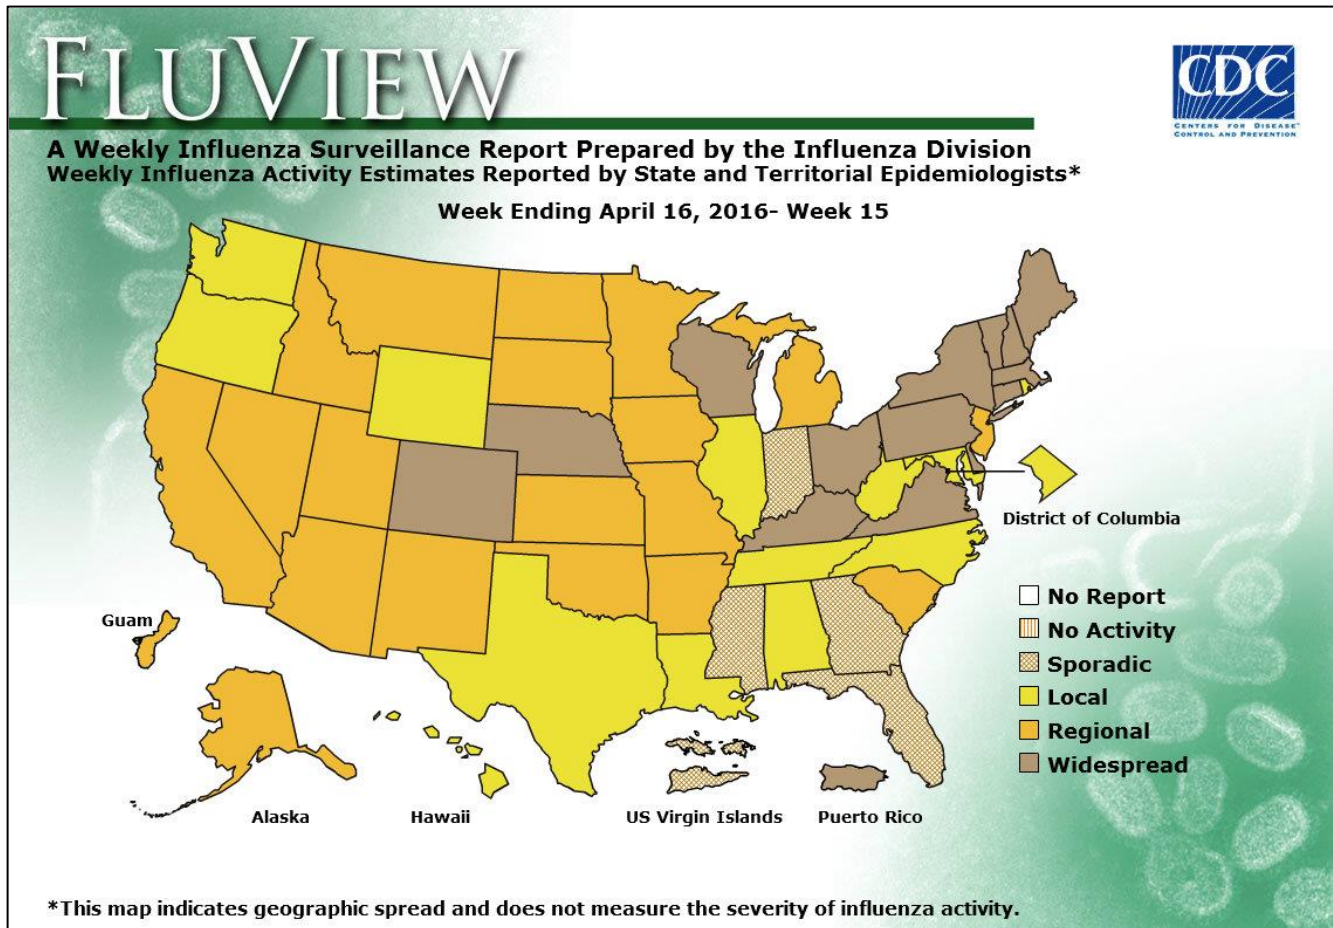 FLUVIEW
CDC
CENTERS FOR DISEASE™
CONTROL AND PREVENTION
A Weekly Influenza Surveillance Report Prepared by the Influenza Division
Weekly Influenza Activity Estimates Reported by State and Territorial Epidemiologists*
Week Ending April 16, 2016- Week 15
District of Columbia
No Report
No Activity
Sporadic
Local
Regional
Widespread
Guam
Alaska
Hawaii
US Virgin Islands
Puerto Rico
*This map indicates geographic spread and does not measure the severity of influenza activity.